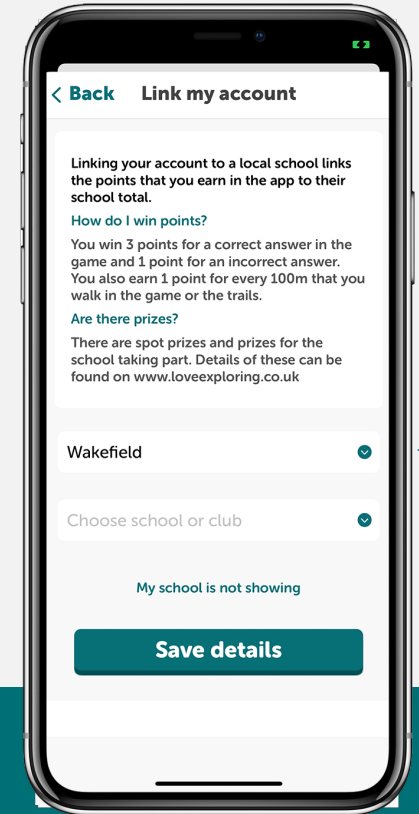 Back Link my account
Linking your account to a local school links
the points that you earn in the app to their
school total.
How do I win points?
You win 3 points for a correct answer in the
game and 1 point for an incorrect answer.
You also earn 1 point for every 100m that you
walk in the game or the trails.
Are there prizes?
There are spot prizes and prizes for the
school taking part. Details of these can be
found on www.loveexploring.co.uk
Wakefield
Choose school or club
My school is not showing
Save details